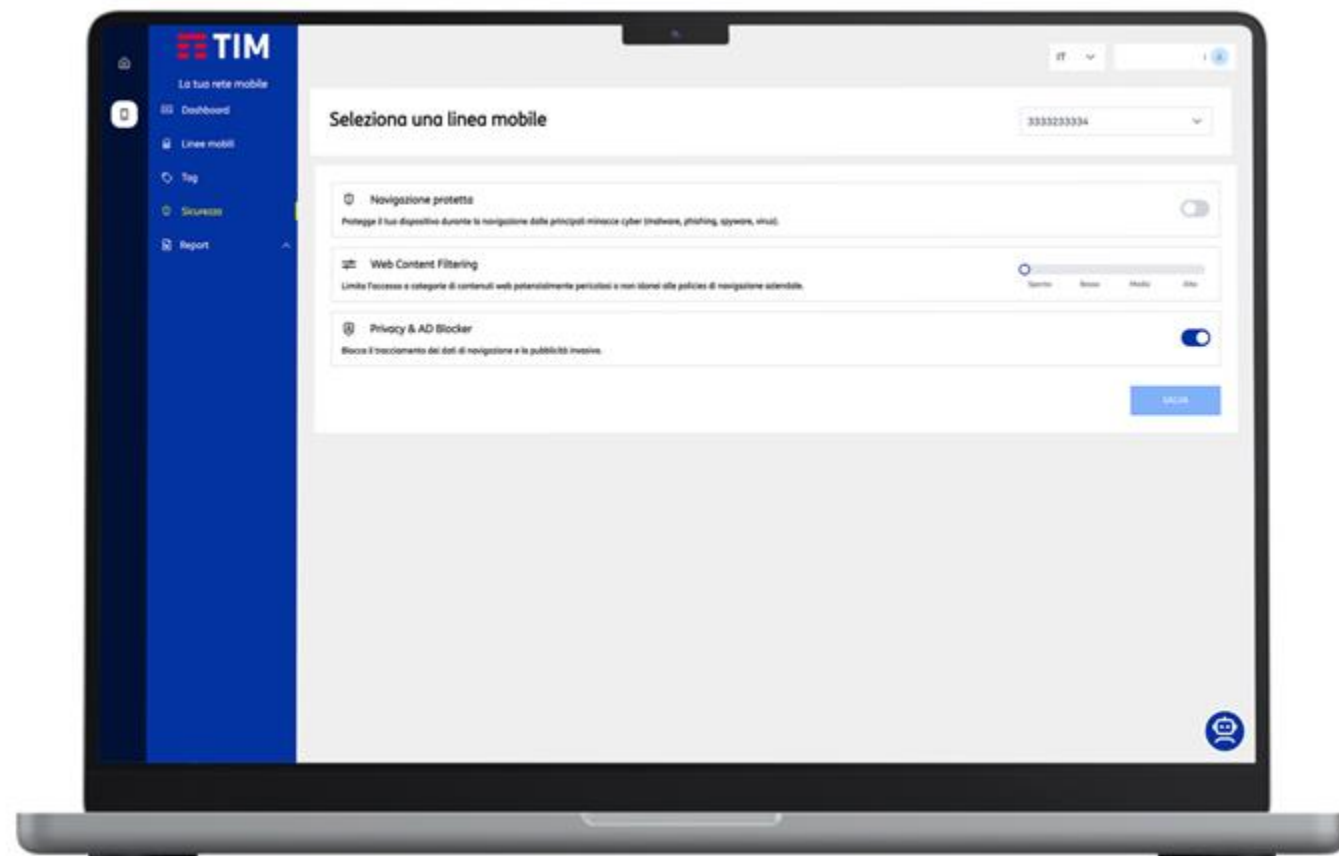 TIM
La tua rete mobile
Dashboard
Linee mobili
Tag
Sicurezza
Report
IT
Seleziona una linea mobile
3333233334
Navigazione protetta
Protegge il tuo dispositivo durante la navigazione dalle principali minacce cyber (malware, phishing, spyware, virus).
Web Content Filtering
Limita l'accesso a categorie di contenuti web potenzialmente pericolosi o non idonei alle policies di navigazione aziendale.
Spento Basso Medio Alto
Privacy & AD Blocker
Blocca il tracciamento dei dati di navigazione e la pubblicità invasiva.
SALVA